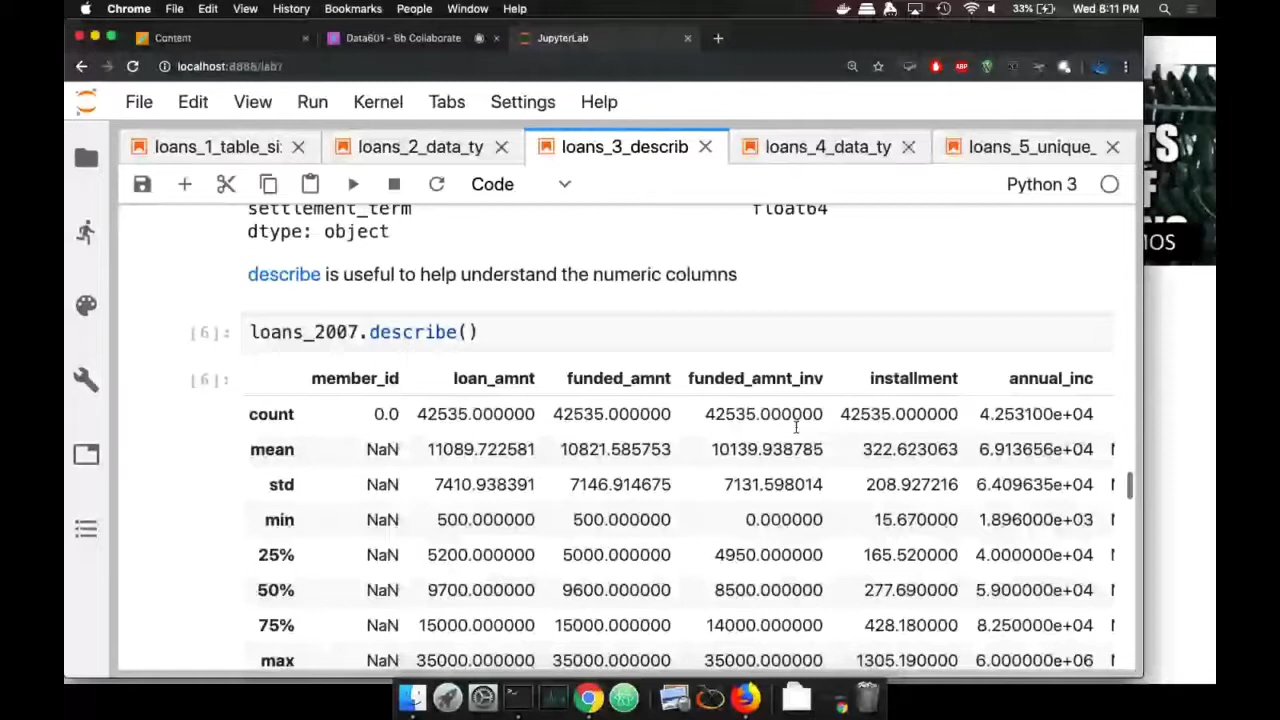 Chrome File Edit View History Bookmarks People Window Help 33% Wed 8:11 PM
Content Data601 - Bb Collaborate JupyterLab
File Edit View Run Kernel Tabs Settings Help
loans_1_table_si: loans_2_data_ty loans_3_describ loans_4_data_ty loans_5_unique_
Code Python 3
settlement_term float64
dtype: object
describe is useful to help understand the numeric columns
[6]: loans_2007.describe()
[6]: member_id loan_amnt funded_amnt funded_amnt_inv installment annual_inc
count 0.0 42535.000000 42535.000000 42535.000000 42535.000000 4.253100e+04
mean NaN 11089.722581 10821.585753 10139.938785 322.623063 6.913656e+04
std NaN 7410.938391 7146.914675 7131.598014 208.927216 6.409635e+04
min NaN 500.000000 500.000000 0.000000 15.670000 1.896000e+03
25% NaN 5200.000000 5000.000000 4950.000000 165.520000 4.000000e+04
50% NaN 9700.000000 9600.000000 8500.000000 277.690000 5.900000e+04
75% NaN 15000.000000 15000.000000 14000.000000 428.180000 8.250000e+04
max NaN 35000.000000 35000.000000 35000.000000 1305.190000 6.000000e+06